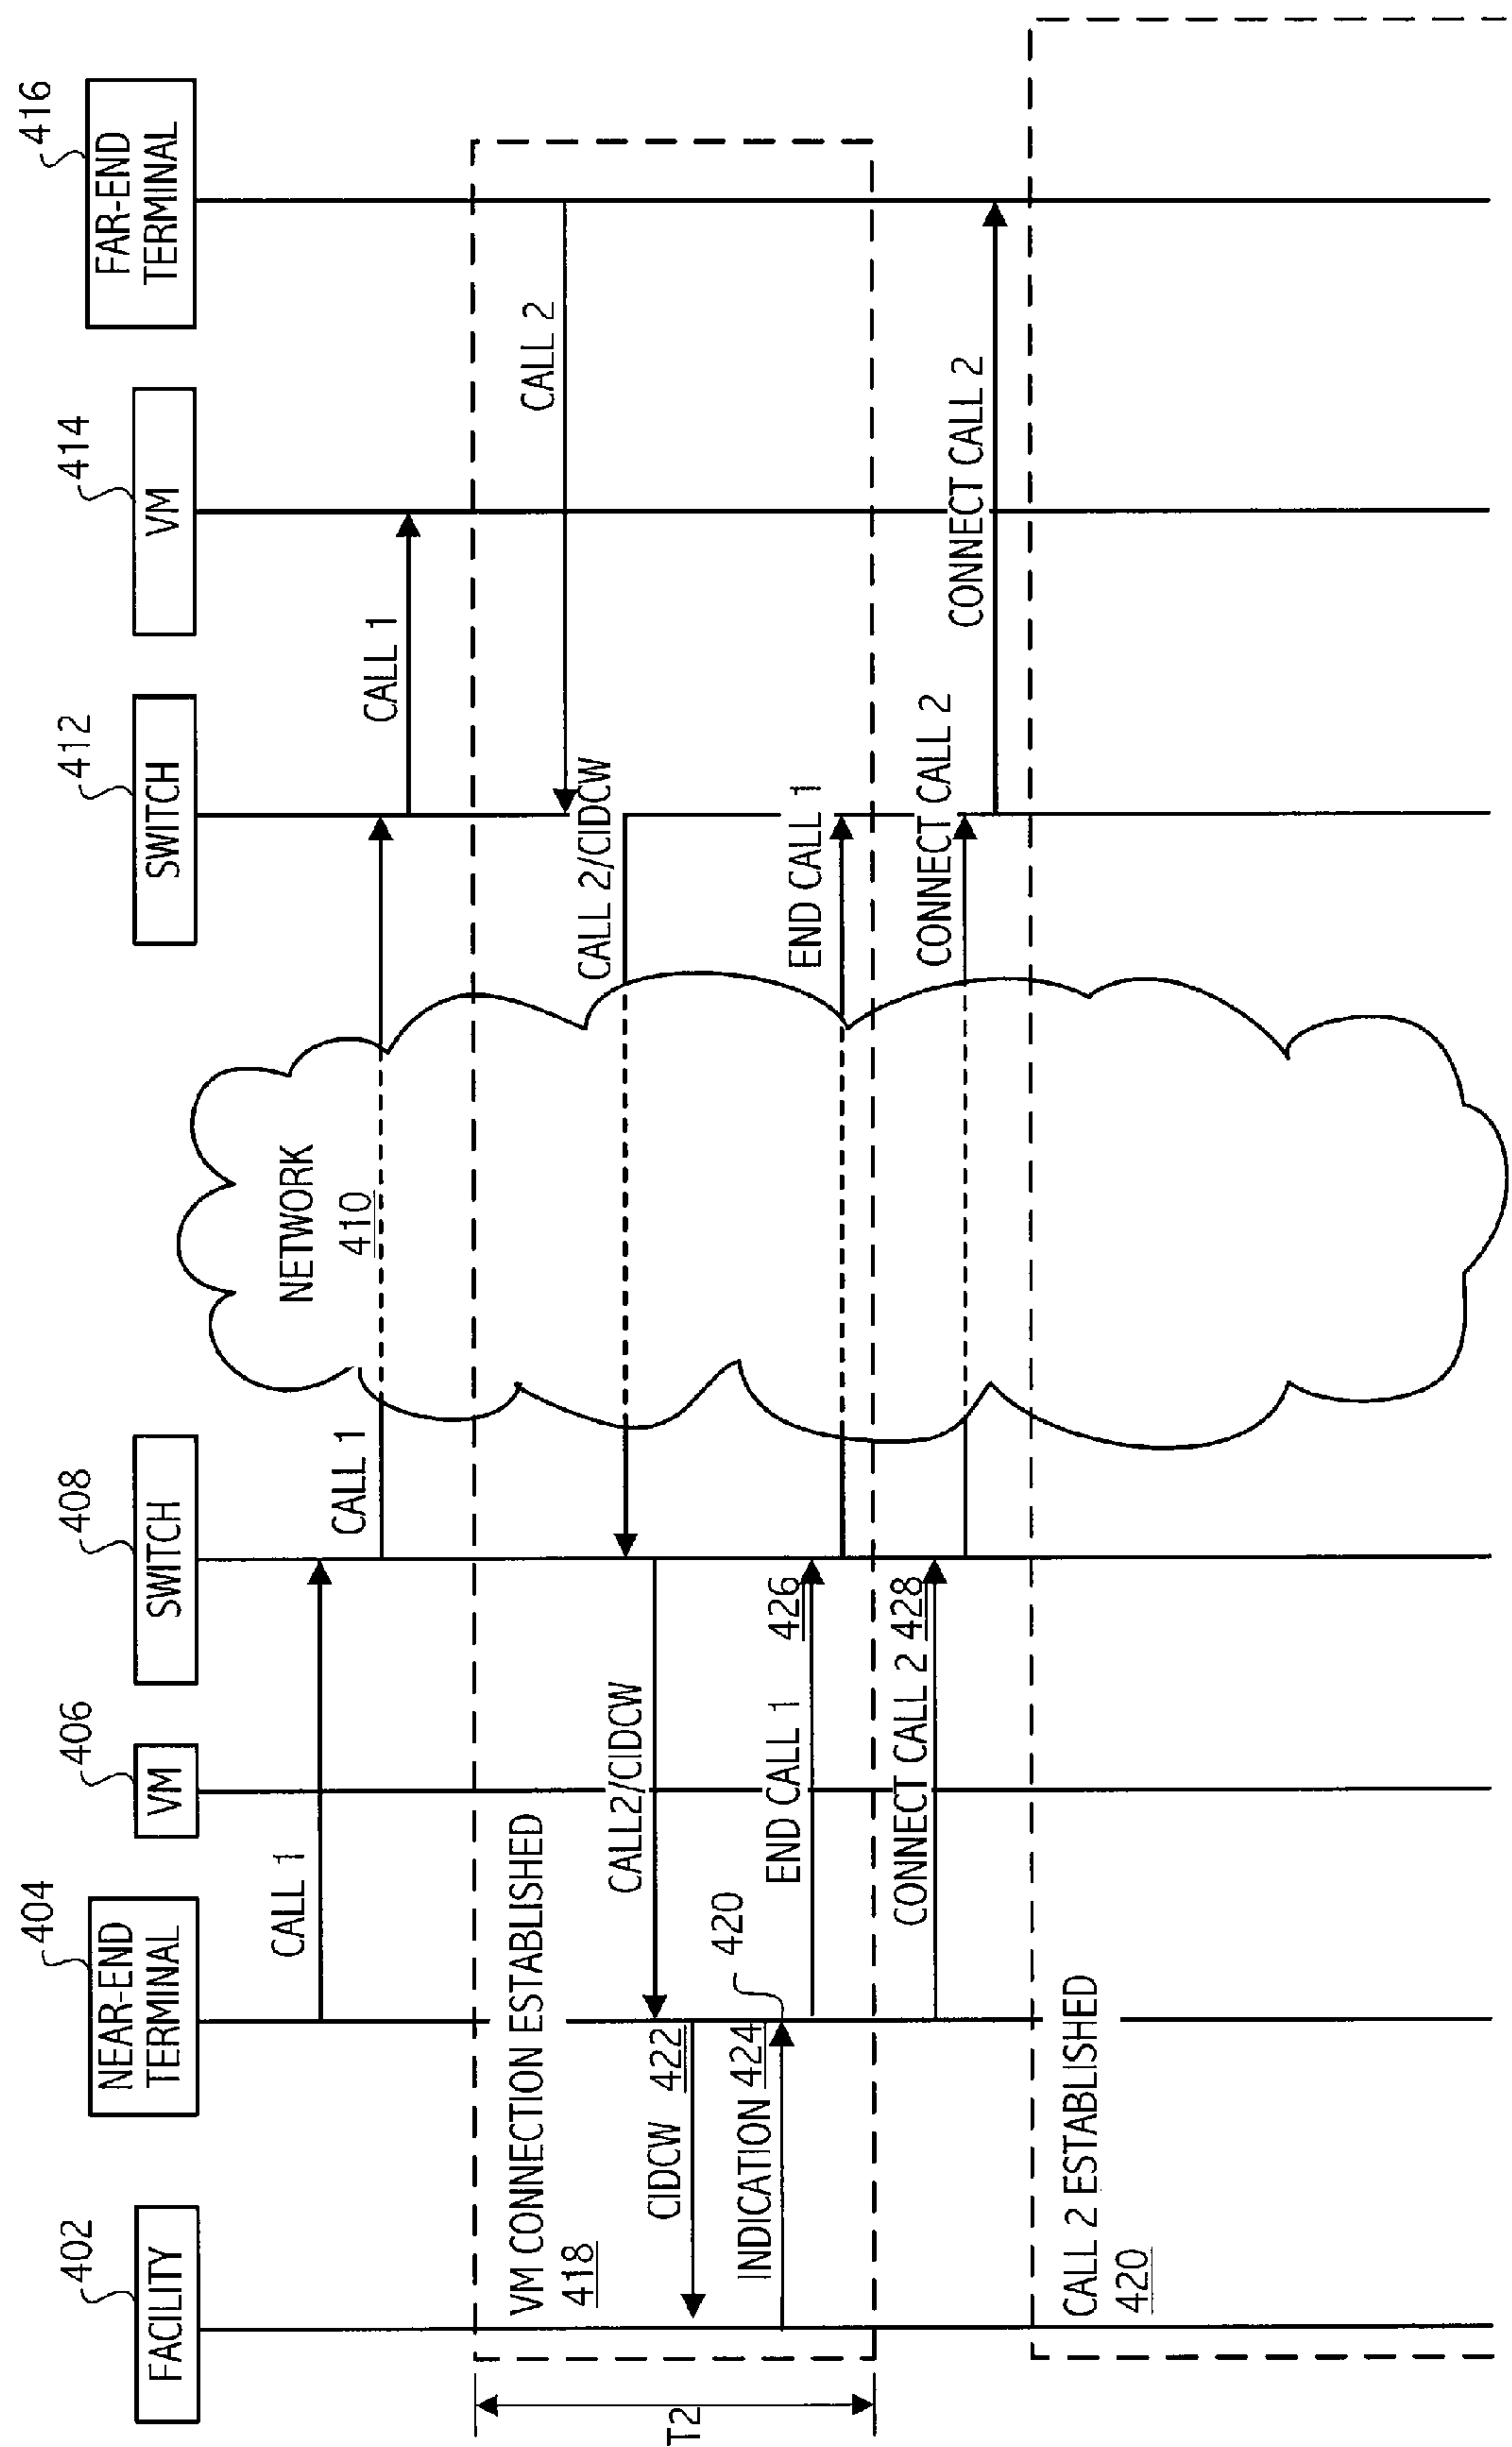 402
FACILITY
404
NEAR-END
TERMINAL
406
VM
408
SWITCH
412
SWITCH
414
VM
416
FAR-END
TERMINAL
NETWORK
410
CALL 1
CALL 1
CALL 1
VM CONNECTION ESTABLISHED
418
T2
CALL 2
CALL 2/CIDCW
CALL2/CIDCW
CIDCW 422
INDICATION 424
420
END CALL 1 426
END CALL 1
CONNECT CALL 2 428
CONNECT CALL 2
CONNECT CALL 2
CALL 2 ESTABLISHED
420